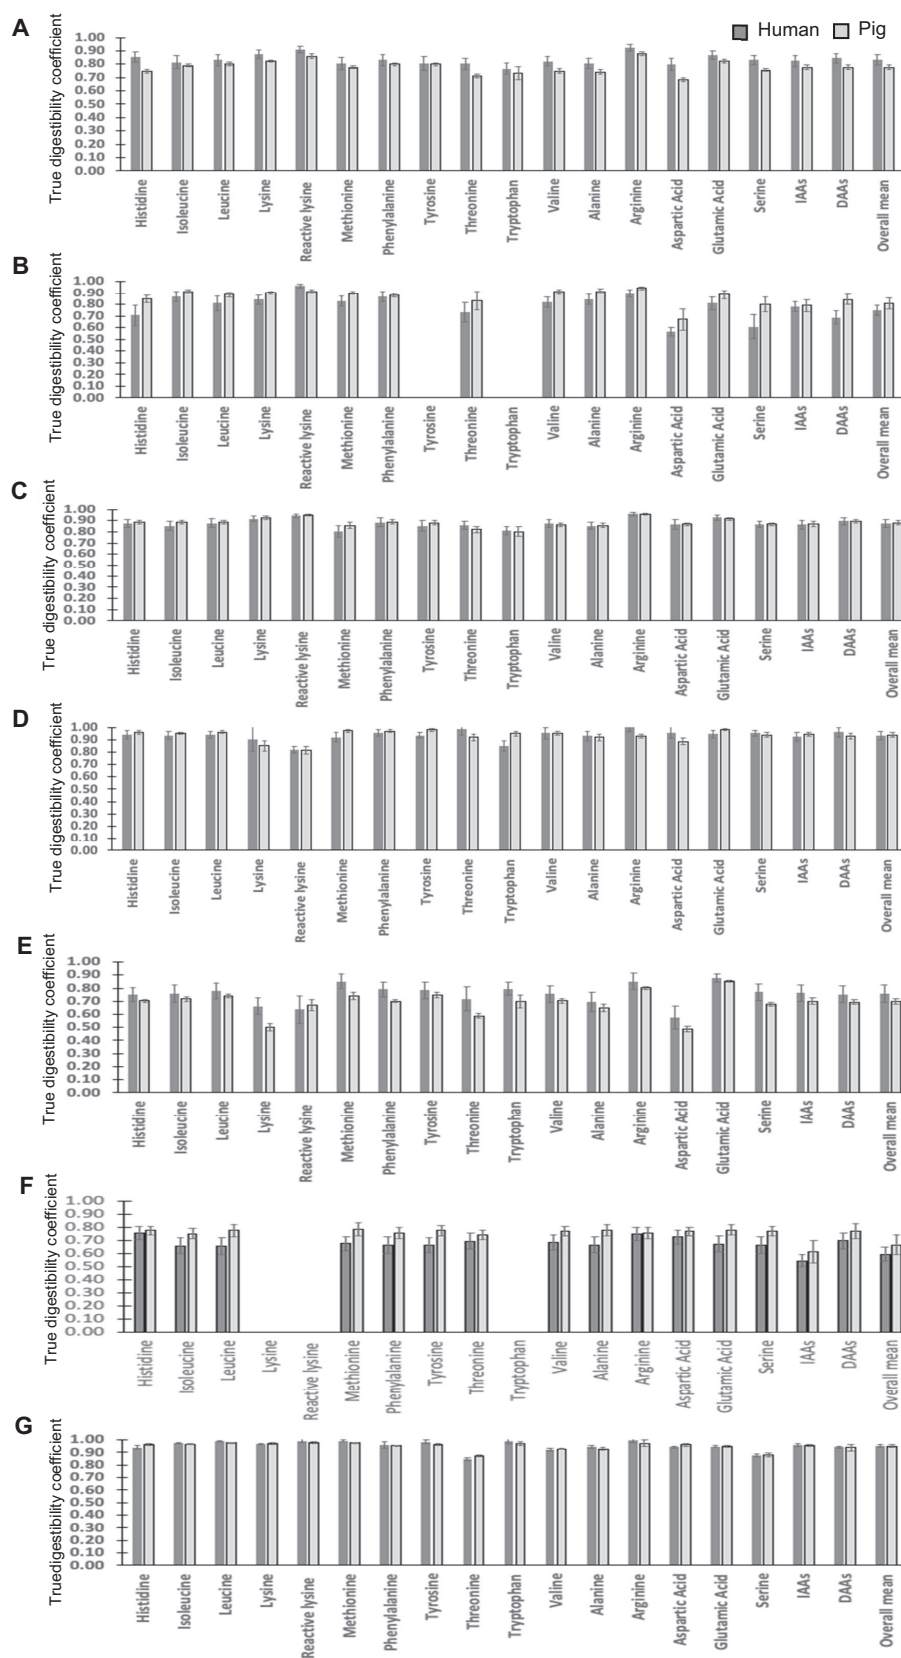 A
Human Pig
True digestibility coefficient
1.00
0.90
0.80
0.70
0.60
0.50
0.40
0.30
0.20
0.10
0.00
Histidine
Isoleucine
Leucine
Lysine
Reactive lysine
Methionine
Phenylalanine
Tyrosine
Threonine
Tryptophan
Valine
Alanine
Arginine
Aspartic Acid
Glutamic Acid
Serine
IAAs
DAAs
Overall mean
B
True digestibility coefficient
1.00
0.90
0.80
0.70
0.60
0.50
0.40
0.30
0.20
0.10
0.00
Histidine
Isoleucine
Leucine
Lysine
Reactive lysine
Methionine
Phenylalanine
Tyrosine
Threonine
Tryptophan
Valine
Alanine
Arginine
Aspartic Acid
Glutamic Acid
Serine
IAAs
DAAs
Overall mean
C
True digestibility coefficient
1.00
0.90
0.80
0.70
0.60
0.50
0.40
0.30
0.20
0.10
0.00
Histidine
Isoleucine
Leucine
Lysine
Reactive lysine
Methionine
Phenylalanine
Tyrosine
Threonine
Tryptophan
Valine
Alanine
Arginine
Aspartic Acid
Glutamic Acid
Serine
IAAs
DAAs
Overall mean
D
True digestibility coefficient
1.00
0.90
0.80
0.70
0.60
0.50
0.40
0.30
0.20
0.10
0.00
Histidine
Isoleucine
Leucine
Lysine
Reactive lysine
Methionine
Phenylalanine
Tyrosine
Threonine
Tryptophan
Valine
Alanine
Arginine
Aspartic Acid
Glutamic Acid
Serine
IAAs
DAAs
Overall mean
E
True digestibility coefficient
1.00
0.90
0.80
0.70
0.60
0.50
0.40
0.30
0.20
0.10
0.00
Histidine
Isoleucine
Leucine
Lysine
Reactive lysine
Methionine
Phenylalanine
Tyrosine
Threonine
Tryptophan
Valine
Alanine
Arginine
Aspartic Acid
Glutamic Acid
Serine
IAAs
DAAs
Overall mean
F
True digestibility coefficient
1.00
0.90
0.80
0.70
0.60
0.50
0.40
0.30
0.20
0.10
0.00
Histidine
Isoleucine
Leucine
Lysine
Reactive lysine
Methionine
Phenylalanine
Tyrosine
Threonine
Tryptophan
Valine
Alanine
Arginine
Aspartic Acid
Glutamic Acid
Serine
IAAs
DAAs
Overall mean
G
Truedigestibility coefficient
1.00
0.90
0.80
0.70
0.60
0.50
0.40
0.30
0.20
0.10
0.00
Histidine
Isoleucine
Leucine
Lysine
Reactive lysine
Methionine
Phenylalanine
Tyrosine
Threonine
Tryptophan
Valine
Alanine
Arginine
Aspartic Acid
Glutamic Acid
Serine
IAAs
DAAs
Overall mean